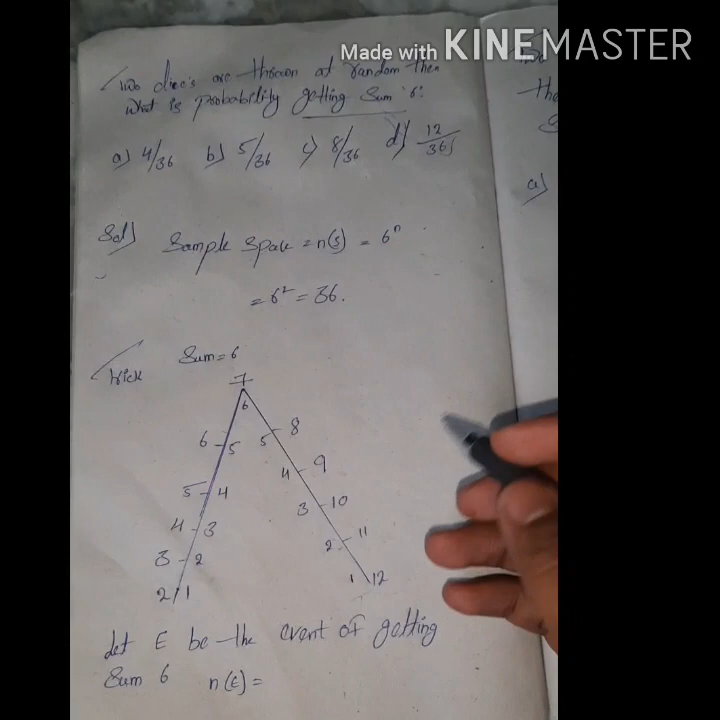 Made with KINEMASTER
Two dice's are thrown at random then
what is probability getting Sum '6'.
a) 4/36 b) 5/36 c) 8/36 d) 12/36
Sol) Sample Space = n(s) = 6ⁿ
= 6² = 36.
Trick Sum = 6
7
6
6 5 5 8
5 4 4 9
4 3 3 10
3 2 2 11
2 1 1 12
Let E be the event of getting
Sum 6 n(E) =
a)